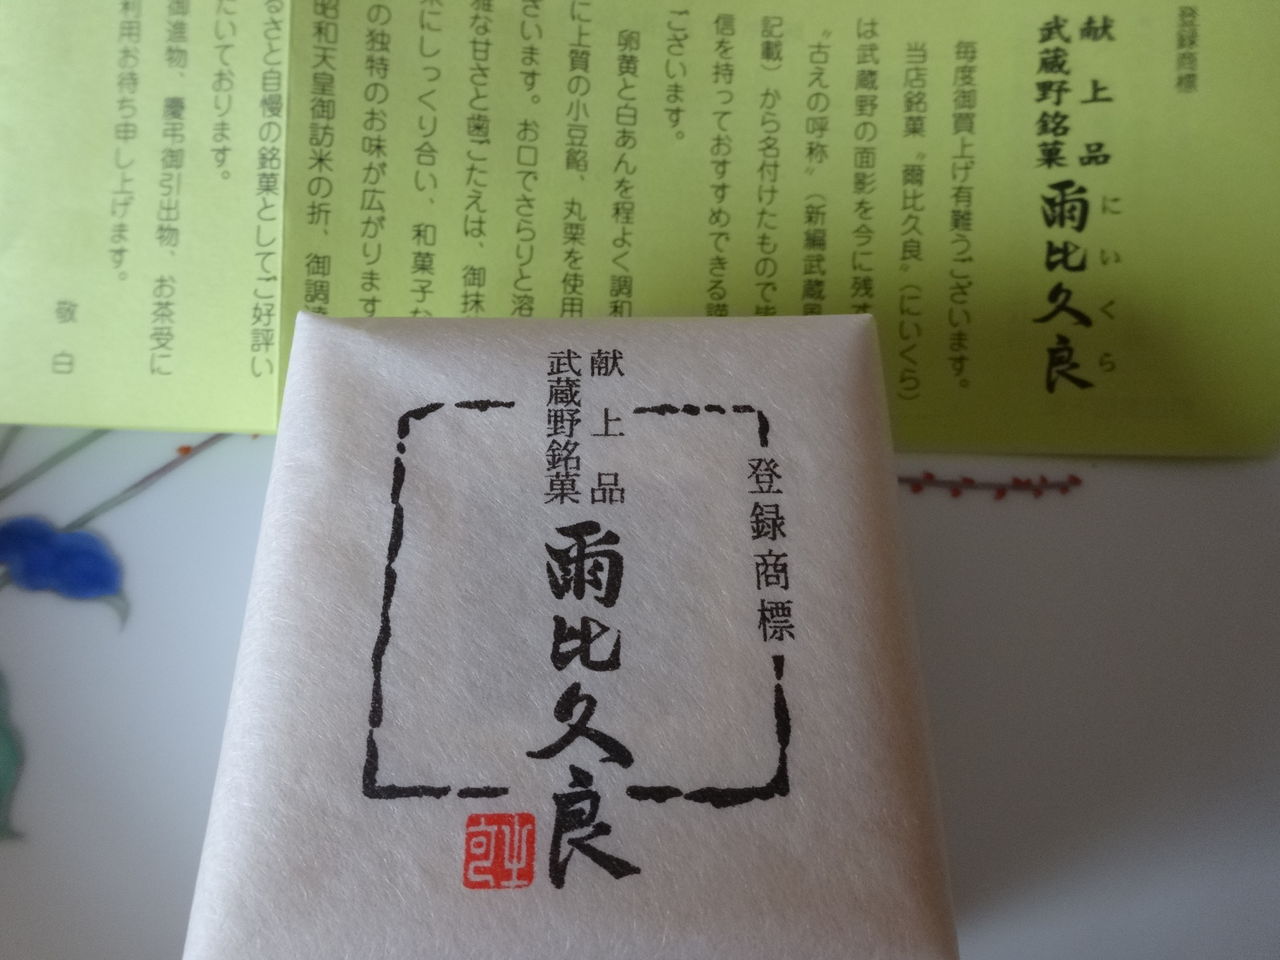 登録商標
献上品
武蔵野銘菓
爾比久良
にいくら
毎度御買上げ有難うございます。
当店銘菓〝爾比久良〟(にいくら)
は武蔵野の面影を今に残す
〝古えの呼称〟(新編武蔵風
記載)から名付けたもので皆
信を持っておすすめできる謹
ございます。
卵黄と白あんを程よく調和
に上質の小豆餡、丸栗を使用
ざいます。お口でさらりと溶
雅な甘さと歯ごたえは、御抹
茶にしっくり合い、和菓子な
の独特のお味が広がります
昭和天皇御訪米の折、御調達
るさと自慢の銘菓としてご好評い
だいております。
御進物、慶弔御引出物、お茶受に
利用お待ち申し上げます。
敬白
登録商標
献上品
武蔵野銘菓
爾比久良